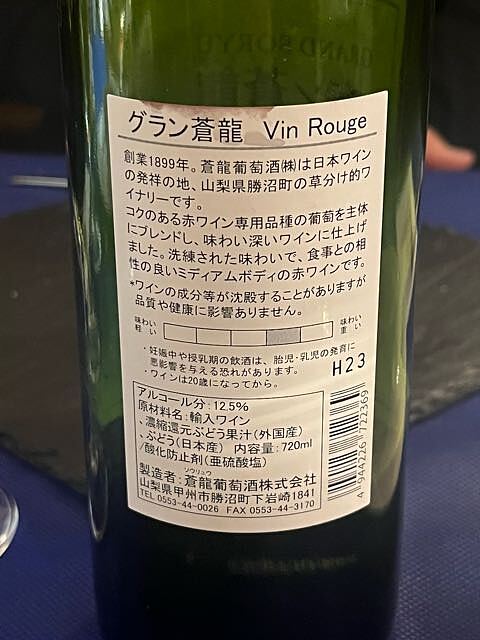 グラン蒼龍 Vin Rouge
創業1899年。蒼龍葡萄酒㈱は日本ワイン
の発祥の地、山梨県勝沼町の草分け的ワ
イナリーです。
コクのある赤ワイン専用品種の葡萄を主体
にブレンドし、味わい深いワインに仕上げ
ました。洗練された味わいで、食事との相
性の良いミディアムボディの赤ワインです。
*ワインの成分等が沈殿することがありますが
品質や健康に影響ありません。
味わい 軽い
味わい 重い
・妊娠中や授乳期の飲酒は、胎児・乳児の発育に
悪影響を与える恐れがあります。
・ワインは20歳になってから。
H23
アルコール分：12.5%
原材料名：輸入ワイン
、濃縮還元ぶどう果汁（外国産）
、ぶどう（日本産） 内容量：720ml
/酸化防止剤（亜硫酸塩）
ソウリュウ
製造者：蒼龍葡萄酒株式会社
山梨県甲州市勝沼町下岩崎1841
TEL 0553-44-0026 FAX 0553-44-3170
4 944226 722369